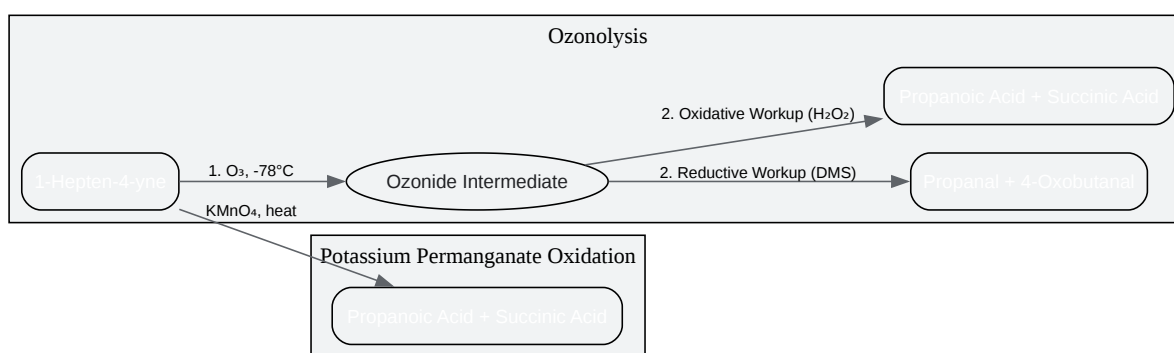 Ozonolysis
Propanoic Acid + Succinic Acid
2. Oxidative Workup (H₂O₂)
1-Hepten-4-yne
1. O₃, -78°C
Ozonide Intermediate
2. Reductive Workup (DMS)
Propanal + 4-Oxobutanal
KMnO₄, heat
Potassium Permanganate Oxidation
Propanoic Acid + Succinic Acid